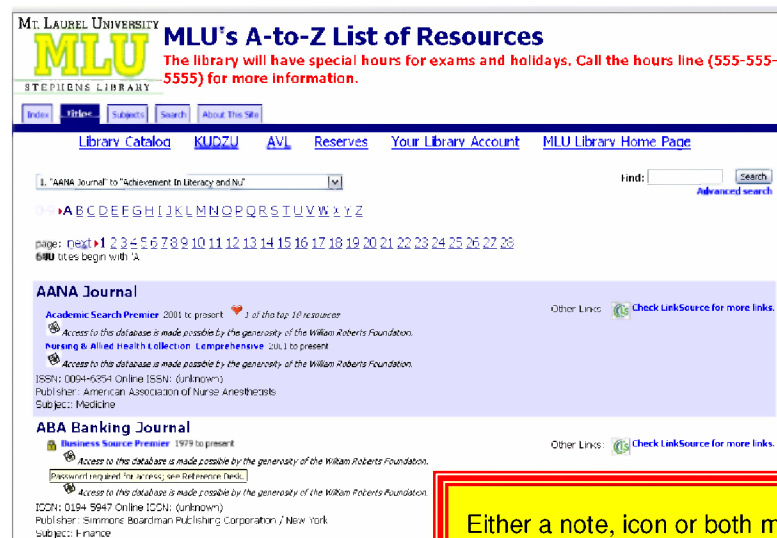 MT. LAUREL UNIVERSITY
MLU
STEPHENS LIBRARY
MLU's A-to-Z List of Resources
The library will have special hours for exams and holidays. Call the hours line (555-555-
5555) for more information.
Index Titles Subjects Search About This Site
Library Catalog KUDZU AVL Reserves Your Library Account MLU Library Home Page
1. "AANA Journal" to "Achievement In Literacy and Nu"
Find: Search
Advanced search
0-9 A B C D E F G H I J K L M N O P Q R S T U V W X Y Z
page: next 1 2 3 4 5 6 7 8 9 10 11 12 13 14 15 16 17 18 19 20 21 22 23 24 25 26 27 28
titles begin with 'A
AANA Journal
Academic Search Premier 2001 to present 1 of the top 10 resources
Other Links: Check LinkSource for more links.
Access to this database is made possible by the generosity of the William Roberts Foundation.
Nursing & Allied Health Collection Comprehensive 2001 to present
Access to this database is made possible by the generosity of the William Roberts Foundation.
ISSN: 0094-6354 Online ISSN: (unknown)
Publisher: American Association of Nurse Anesthetists
Subject: Medicine
ABA Banking Journal
Business Source Premier 1979 to present
Other Links: Check LinkSource for more links.
Access to this database is made possible by the generosity of the William Roberts Foundation.
Password required for access; see Reference Desk.
Access to this database is made possible by the generosity of the William Roberts Foundation.
ISSN: 0194-5947 Online ISSN: (unknown)
Publisher: Simmons Boardman Publishing Corporation / New York
Subject: Finance
Either a note, icon or both m